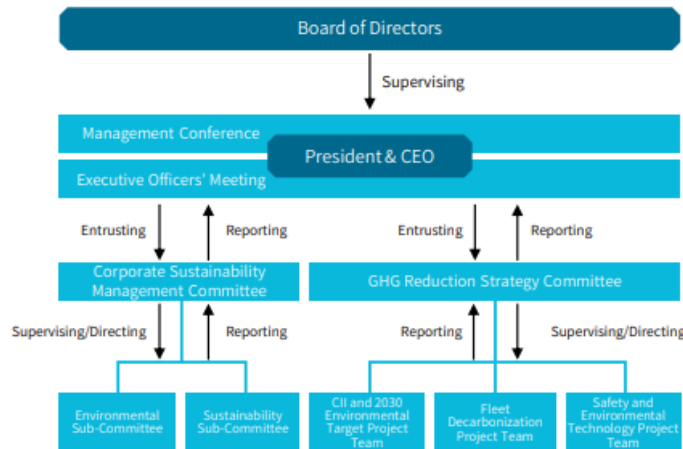 Board of Directors
Supervising
Management Conference
President & CEO
Executive Officers' Meeting
Entrusting
Reporting
Entrusting
Reporting
Corporate Sustainability
Management Committee
GHG Reduction Strategy Committee
Supervising/Directing
Reporting
Reporting
Supervising/Directing
Environmental
Sub-Committee
Sustainability
Sub-Committee
CII and 2030
Environmental
Target Project
Team
Fleet
Decarbonization
Project Team
Safety and
Environmental
Technology Project
Team